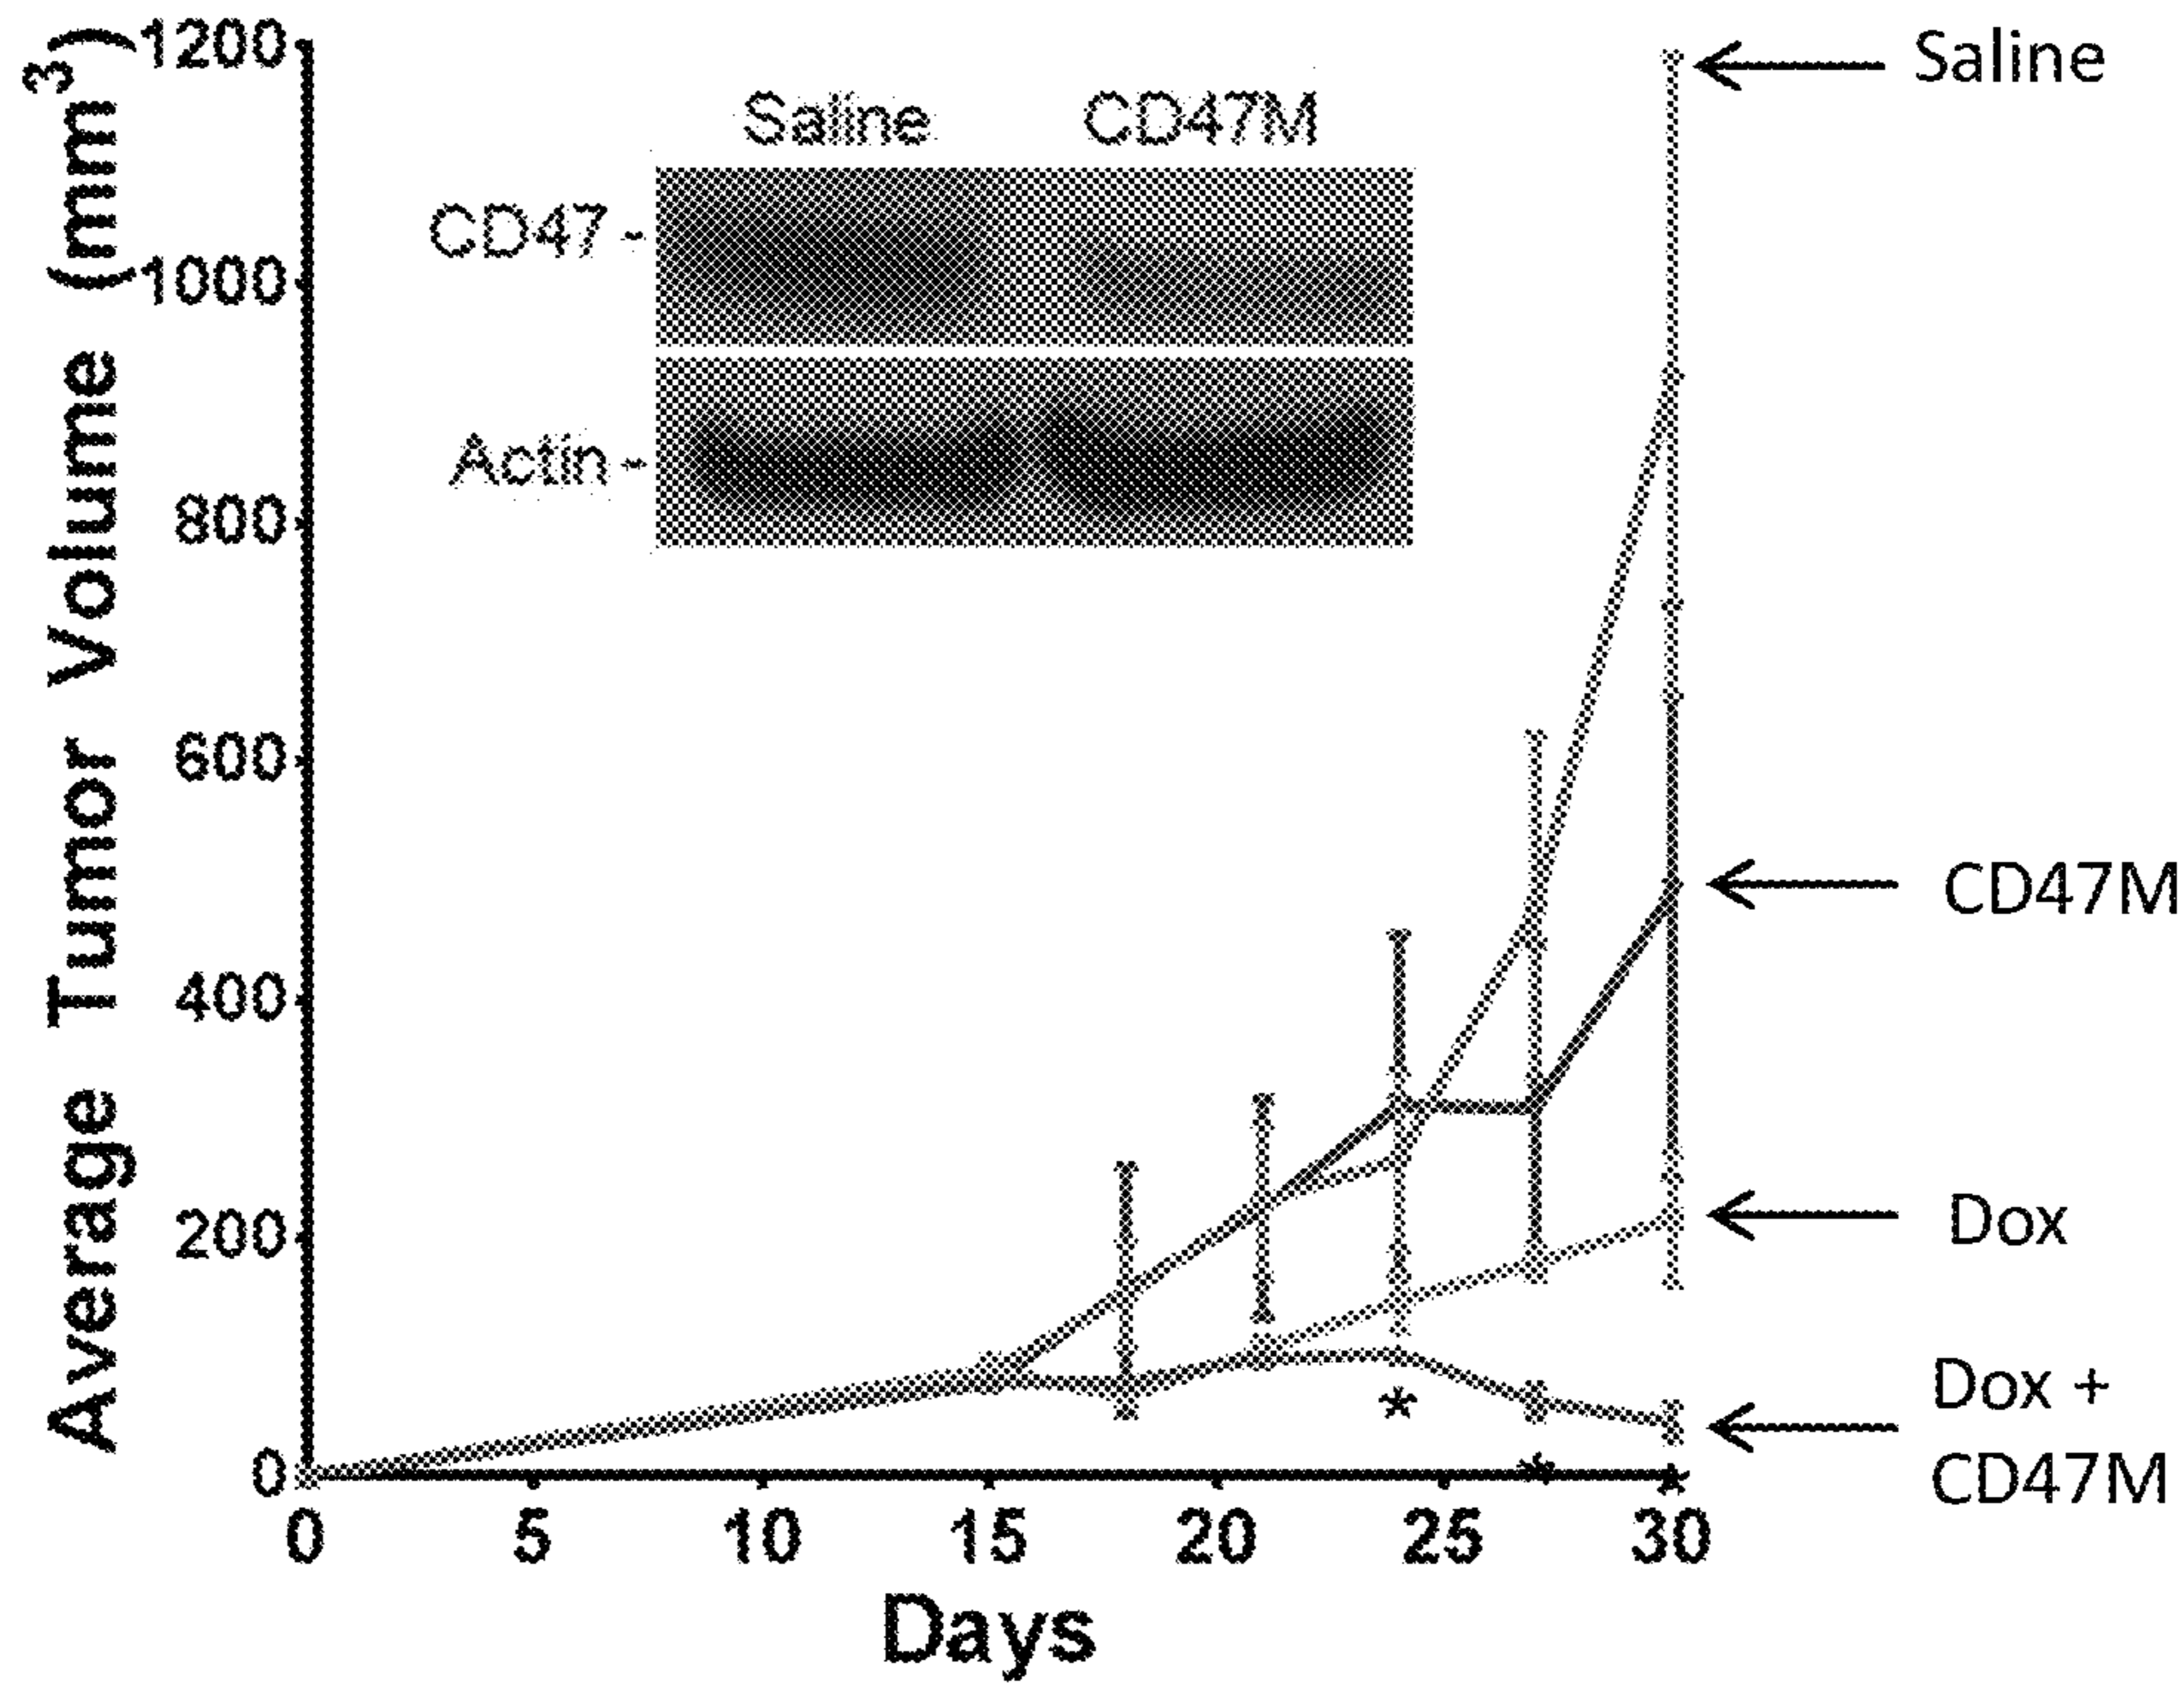 Average Tumor Volume (mm³)
1200
1000
800
600
400
200
0
Saline CD47M
CD47 -
Actin -
Saline
CD47M
Dox
Dox +
CD47M
*
*
*
0 5 10 15 20 25 30
Days